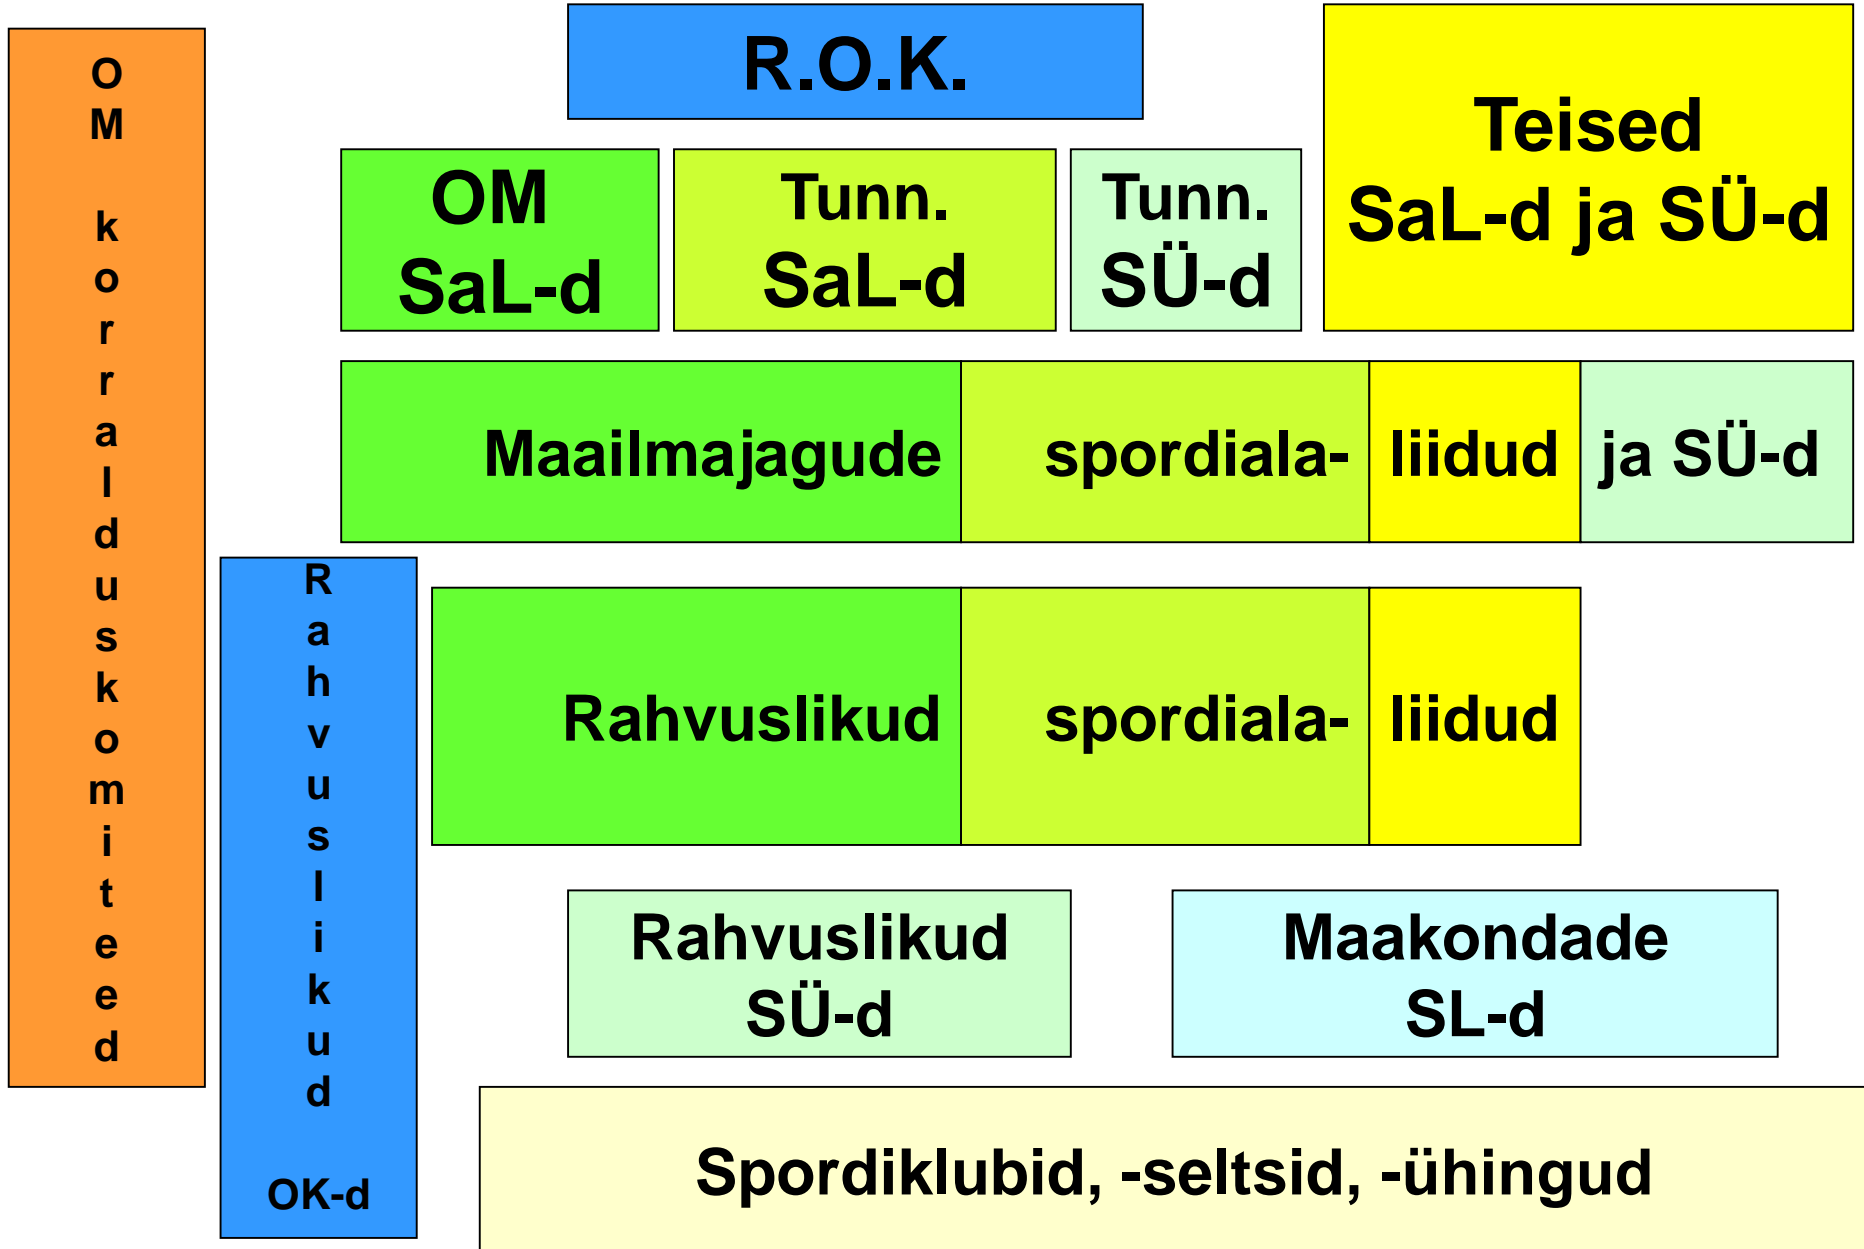 OM korralduskomiteed
R.O.K.
Teised
SaL-d ja SÜ-d
OM
SaL-d
Tunn.
SaL-d
Tunn.
SÜ-d
Maailmajagude spordiala- liidud ja SÜ-d
Rahvuslikud OK-d
Rahvuslikud spordiala- liidud
Rahvuslikud
SÜ-d
Maakondade
SL-d
Spordiklubid, -seltsid, -ühingud